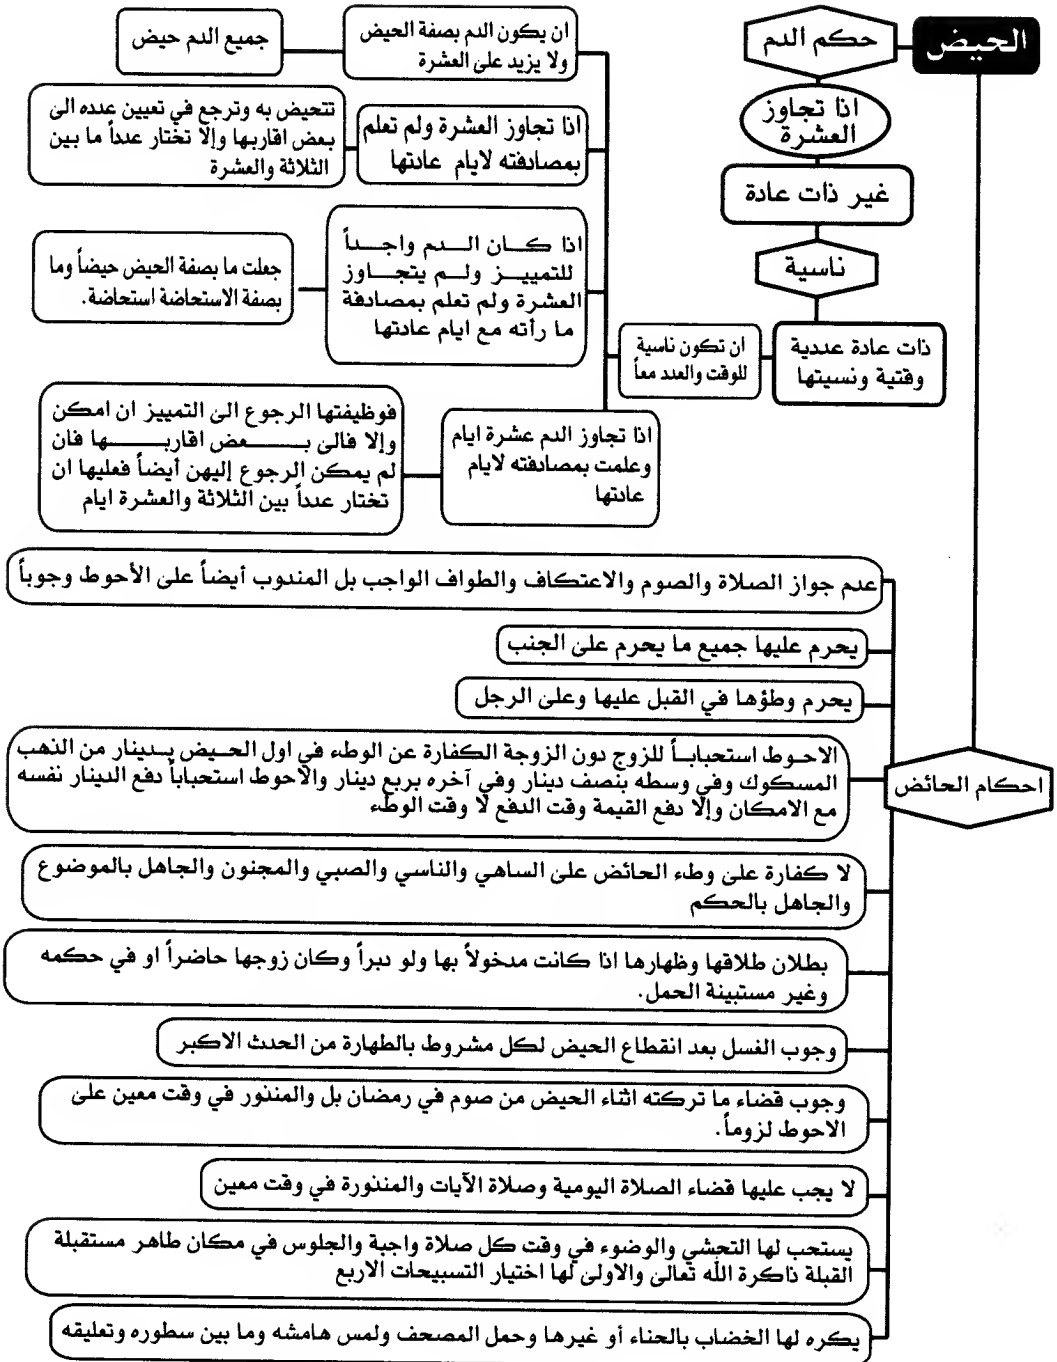 الحيض
حكم الدم
اذا تجاوز
العشرة
غير ذات عادة
ناسية
ذات عادة عددية
وقتية ونسيتها
ان تكون ناسية
للوقت والعدد معاً
ان يكون الدم بصفة الحيض
ولا يزيد على العشرة
جميع الدم حيض
اذا تجاوز العشرة ولم تعلم
بمصادفته لايام عادتها
تتحيض به وترجع في تعيين عدده الى
بعض اقاربها وإلا تختار عدداً ما بين
الثلاثة والعشرة
اذا كان الدم واجداً
للتمييز ولم يتجاوز
العشرة ولم تعلم بمصادفة
ما رأته مع ايام عادتها
جعلت ما بصفة الحيض حيضاً وما
بصفة الاستحاضة استحاضة.
اذا تجاوز الدم عشرة ايام
وعلمت بمصادفته لايام
عادتها
فوظيفتها الرجوع الى التمييز ان امكن
وإلا فالى بعض اقاربها فان
لم يمكن الرجوع إليهن أيضاً فعليها ان
تختار عدداً بين الثلاثة والعشرة ايام
احكام الحائض
عدم جواز الصلاة والصوم والاعتكاف والطواف الواجب بل المندوب أيضاً على الأحوط وجوباً
يحرم عليها جميع ما يحرم على الجنب
يحرم وطؤها في القبل عليها وعلى الرجل
الاحوط استحباباً للزوج دون الزوجة الكفارة عن الوطء في اول الحيض بدينار من الذهب
المسكوك وفي وسطه بنصف دينار وفي آخره بربع دينار والاحوط استحباباً دفع الدينار نفسه
مع الامكان وإلا دفع القيمة وقت الدفع لا وقت الوطء
لا كفارة على وطء الحائض على الساهي والناسي والصبي والمجنون والجاهل بالموضوع
والجاهل بالحكم
بطلان طلاقها وظهارها اذا كانت مدخولاً بها ولو دبراً وكان زوجها حاضراً او في حكمه
وغير مستبينة الحمل.
وجوب الغسل بعد انقطاع الحيض لكل مشروط بالطهارة من الحدث الاكبر
وجوب قضاء ما تركته اثناء الحيض من صوم في رمضان بل والمنذور في وقت معين على
الاحوط لزوماً.
لا يجب عليها قضاء الصلاة اليومية وصلاة الآيات والمنذورة في وقت معين
يستحب لها التحشي والوضوء في وقت كل صلاة واجبة والجلوس في مكان طاهر مستقبلة
القبلة ذاكرة الله تعالى والاولى لها اختيار التسبيحات الاربع
يكره لها الخضاب بالحناء أو غيرها وحمل المصحف ولمس هامشه وما بين سطوره وتعليقه